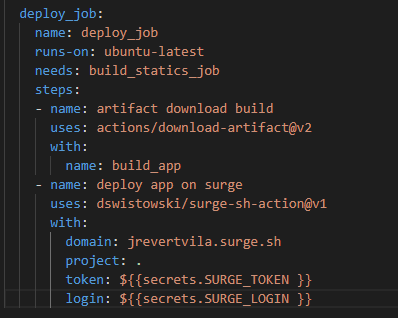 deploy_job:
name: deploy_job
runs-on: ubuntu-latest
needs: build_statics_job
steps:
- name: artifact download build
uses: actions/download-artifact@v2
with:
name: build_app
- name: deploy app on surge
uses: dswistowski/surge-sh-action@v1
with:
domain: jrevertvila.surge.sh
project: .
token: ${{secrets.SURGE_TOKEN }}
login: ${{secrets.SURGE_LOGIN }}